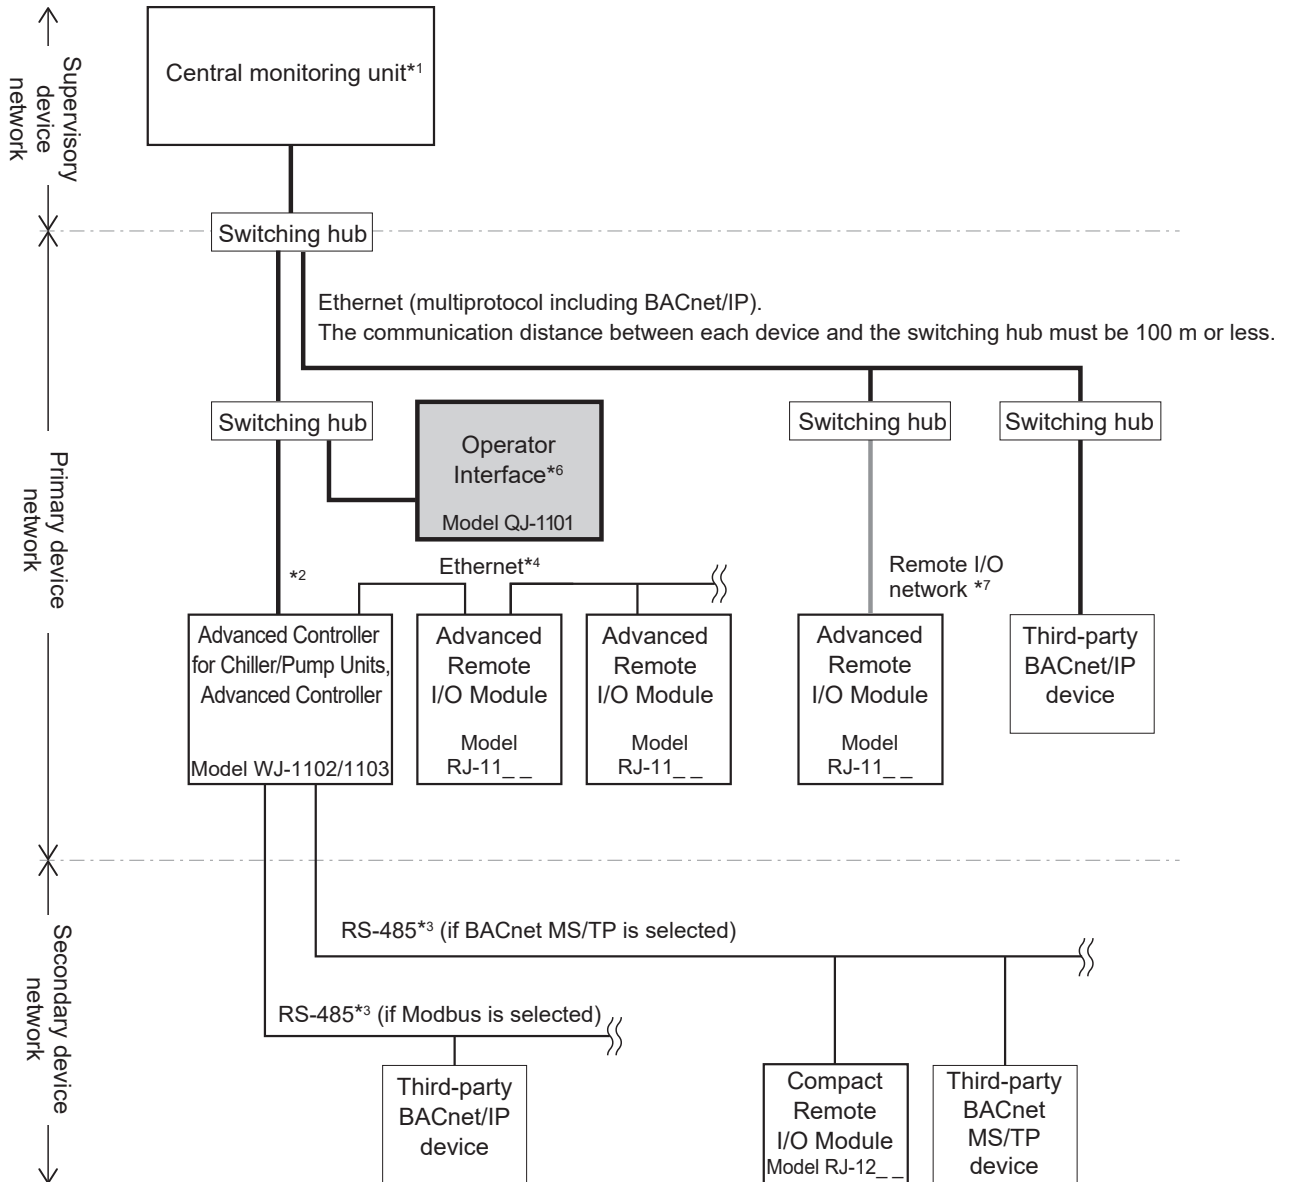 Supervisory
device
network
Central monitoring unit*1
Switching hub
Ethernet (multiprotocol including BACnet/IP).
The communication distance between each device and the switching hub must be 100 m or less.
Primary device
network
Switching hub
Operator
Interface*6
Model QJ-1101
Switching hub
Switching hub
*2
Ethernet*4
Remote I/O
network *7
Advanced Controller
for Chiller/Pump Units,
Advanced Controller
Model WJ-1102/1103
Advanced
Remote
I/O Module
Model
RJ-11_ _
Advanced
Remote
I/O Module
Model
RJ-11_ _
Advanced
Remote
I/O Module
Model
RJ-11_ _
Third-party
BACnet/IP
device
Secondary device
network
RS-485*3 (if BACnet MS/TP is selected)
RS-485*3 (if Modbus is selected)
Third-party
BACnet/IP
device
Compact
Remote
I/O Module
Model RJ-12_ _
Third-party
BACnet
MS/TP
device